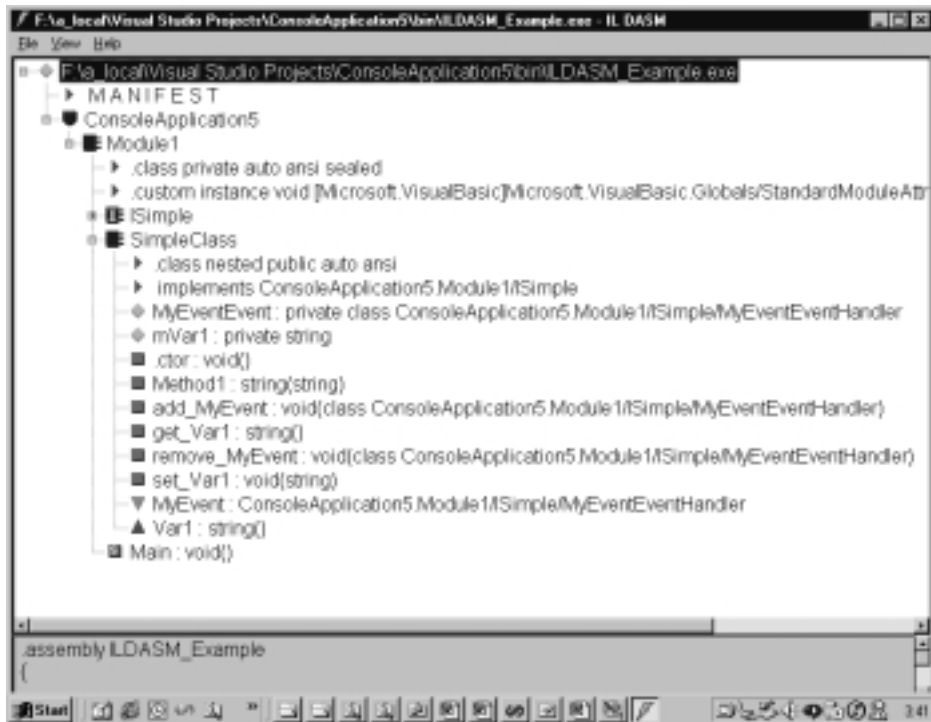 F:\a_local\Visual Studio Projects\ConsoleApplication5\bin\ILDASM_Example.exe - IL DASM
File View Help
F:\a_local\Visual Studio Projects\ConsoleApplication5\bin\ILDASM_Example.exe
MANIFEST
ConsoleApplication5
Module1
.class private auto ansi sealed
.custom instance void [Microsoft.VisualBasic]Microsoft.VisualBasic.Globals/StandardModuleAttr
ISimple
SimpleClass
.class nested public auto ansi
implements ConsoleApplication5.Module1/ISimple
MyEventEvent : private class ConsoleApplication5.Module1/ISimple/MyEventEventHandler
mVar1 : private string
.ctor : void()
Method1 : string(string)
add_MyEvent : void(class ConsoleApplication5.Module1/ISimple/MyEventEventHandler)
get_Var1 : string()
remove_MyEvent : void(class ConsoleApplication5.Module1/ISimple/MyEventEventHandler)
set_Var1 : void(string)
MyEvent : ConsoleApplication5.Module1/ISimple/MyEventEventHandler
Var1 : string()
Main : void()
.assembly ILDASM_Example
{
Start
3:41